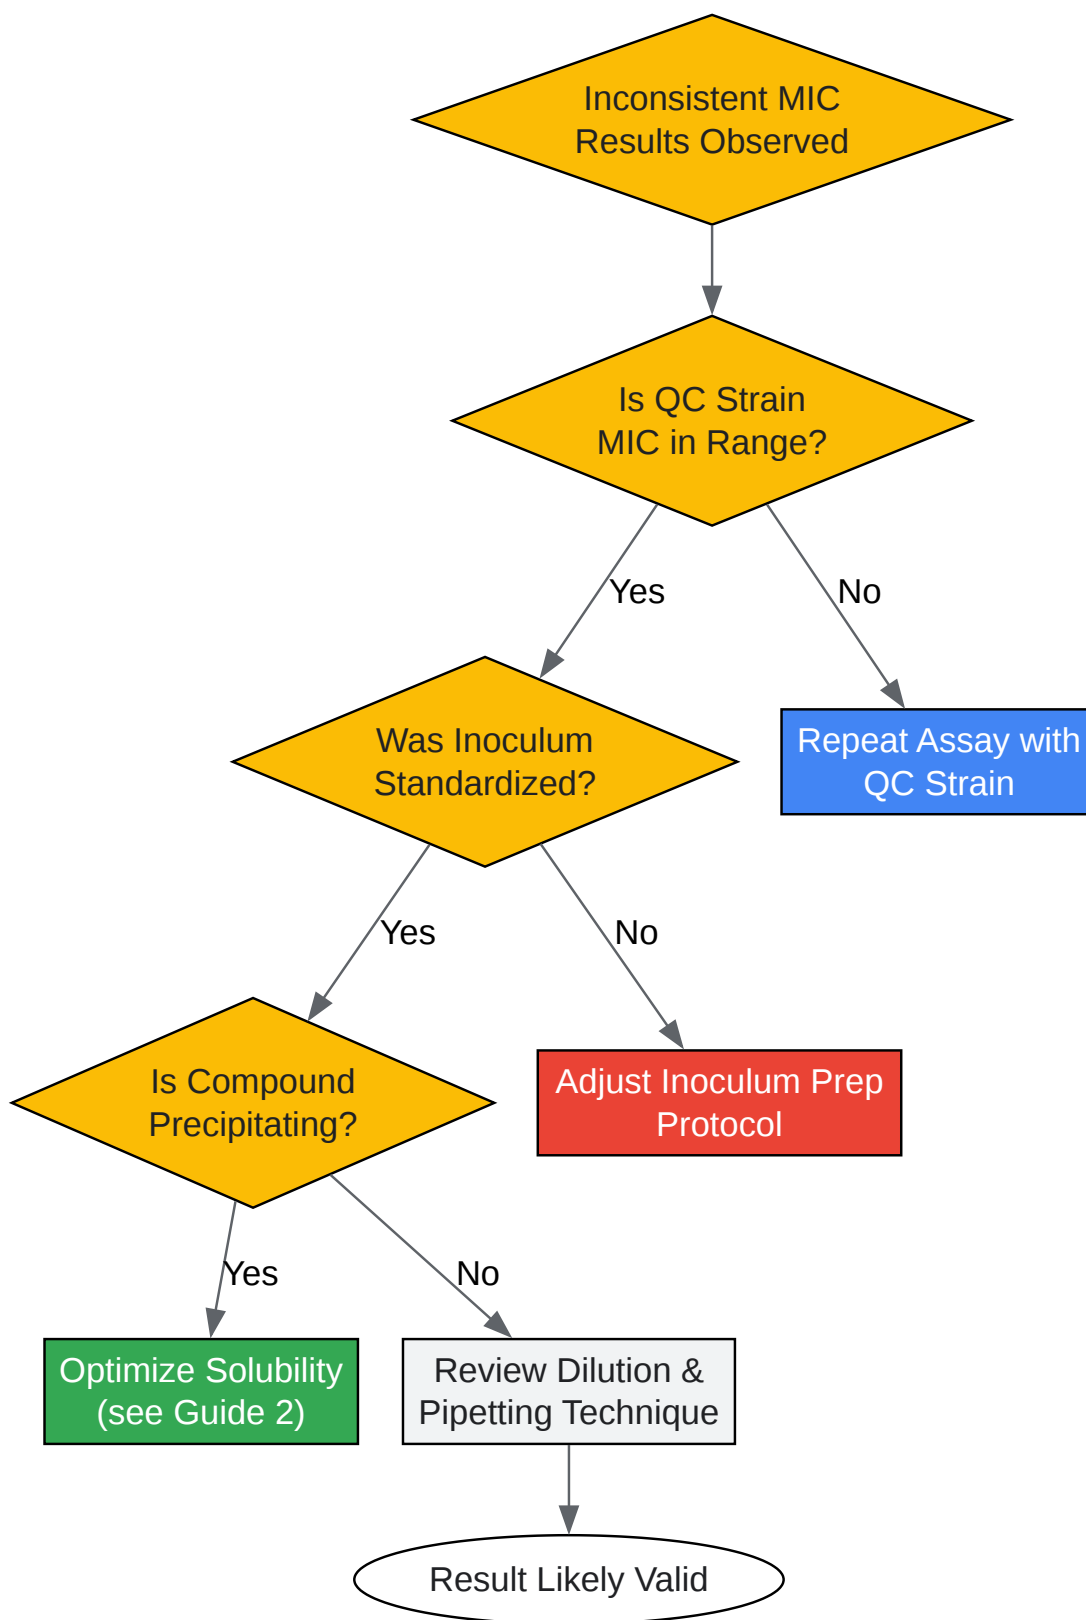 Inconsistent MIC
Results Observed
Is QC Strain
MIC in Range?
Yes
No
Was Inoculum
Standardized?
Repeat Assay with
QC Strain
Yes
No
Is Compound
Precipitating?
Adjust Inoculum Prep
Protocol
Yes
No
Optimize Solubility
(see Guide 2)
Review Dilution &
Pipetting Technique
Result Likely Valid